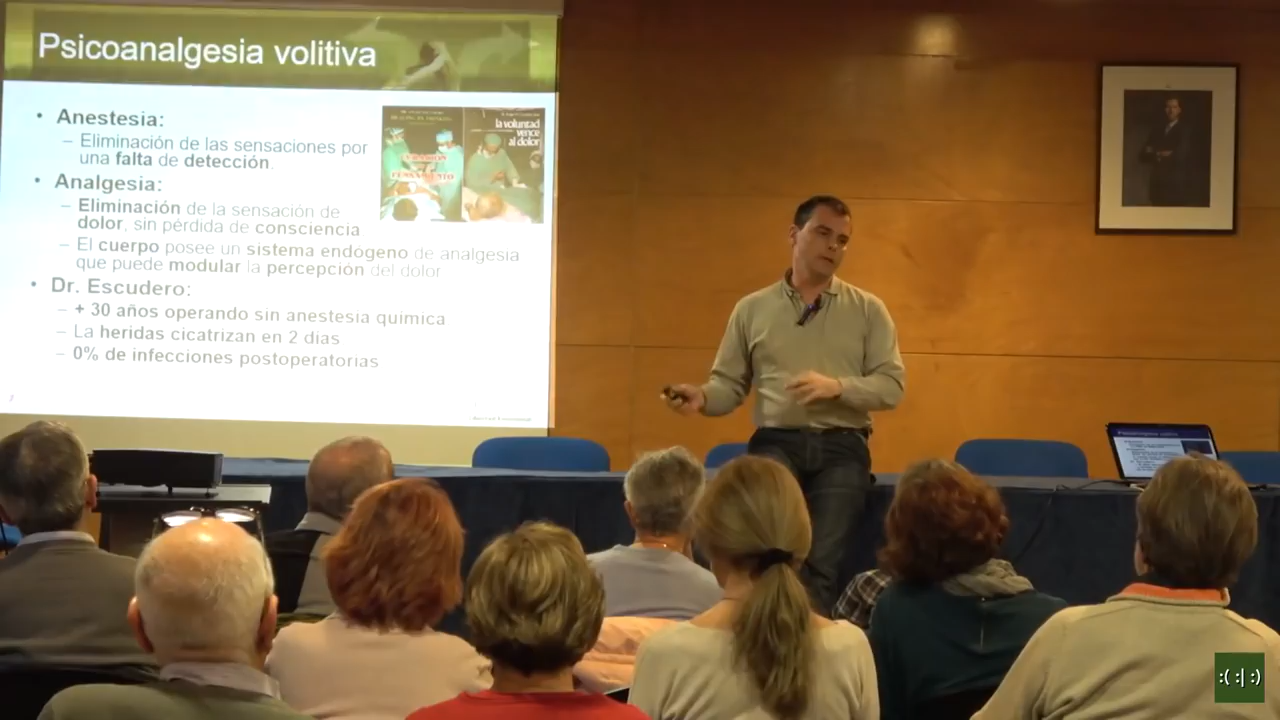 Psicoanalgesia volitiva
• Anestesia:
– Eliminación de las sensaciones por
una falta de detección.
• Analgesia:
– Eliminación de la sensación de
dolor, sin pérdida de consciencia
– El cuerpo posee un sistema endógeno de analgesia
que puede modular la percepción del dolor
• Dr. Escudero:
– + 30 años operando sin anestesia química
– La heridas cicatrizan en 2 dias
– 0% de infecciones postoperatorias
la voluntad
vence
al dolor
:( :| :)